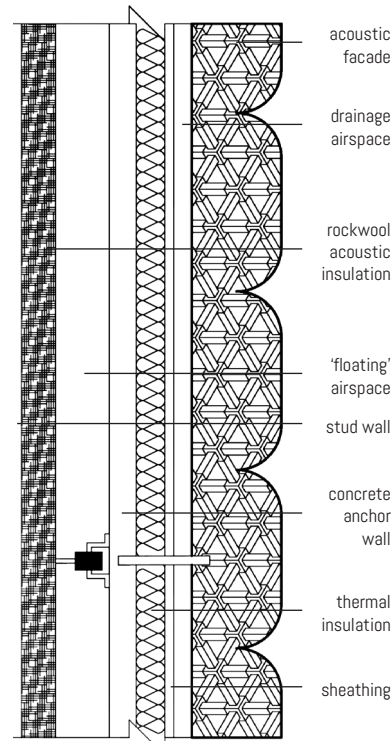 acoustic
facade
drainage
airspace
rockwool
acoustic
insulation
‘floating’
airspace
stud wall
concrete
anchor
wall
thermal
insulation
sheathing